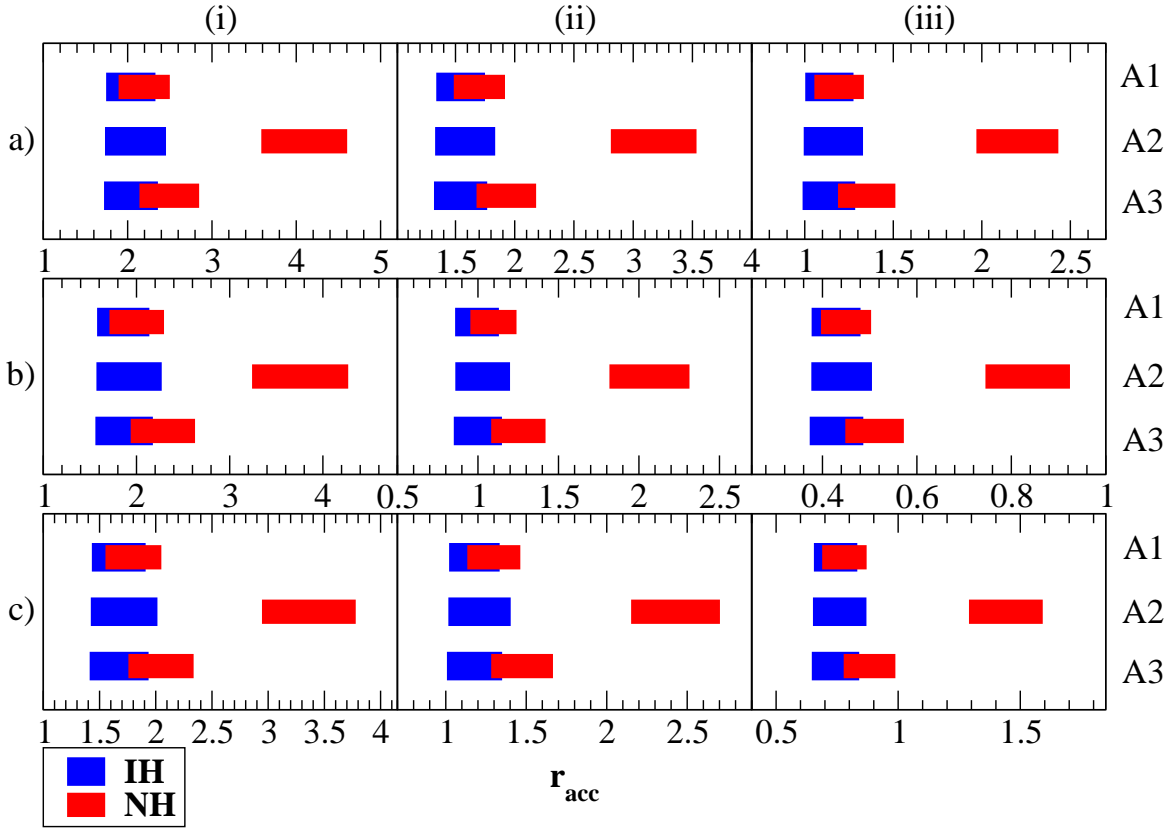 (i) (ii) (iii)
A1
a) A2
A3
1 2 3 4 5 1.5 2 2.5 3 3.5 4 1 1.5 2 2.5
A1
b) A2
A3
1 2 3 4 0.5 1 1.5 2 2.5 0.4 0.6 0.8 1
A1
c) A2
A3
1 1.5 2 2.5 3 3.5 4 1 1.5 2 2.5 0.5 1 1.5
IH
r_acc
NH